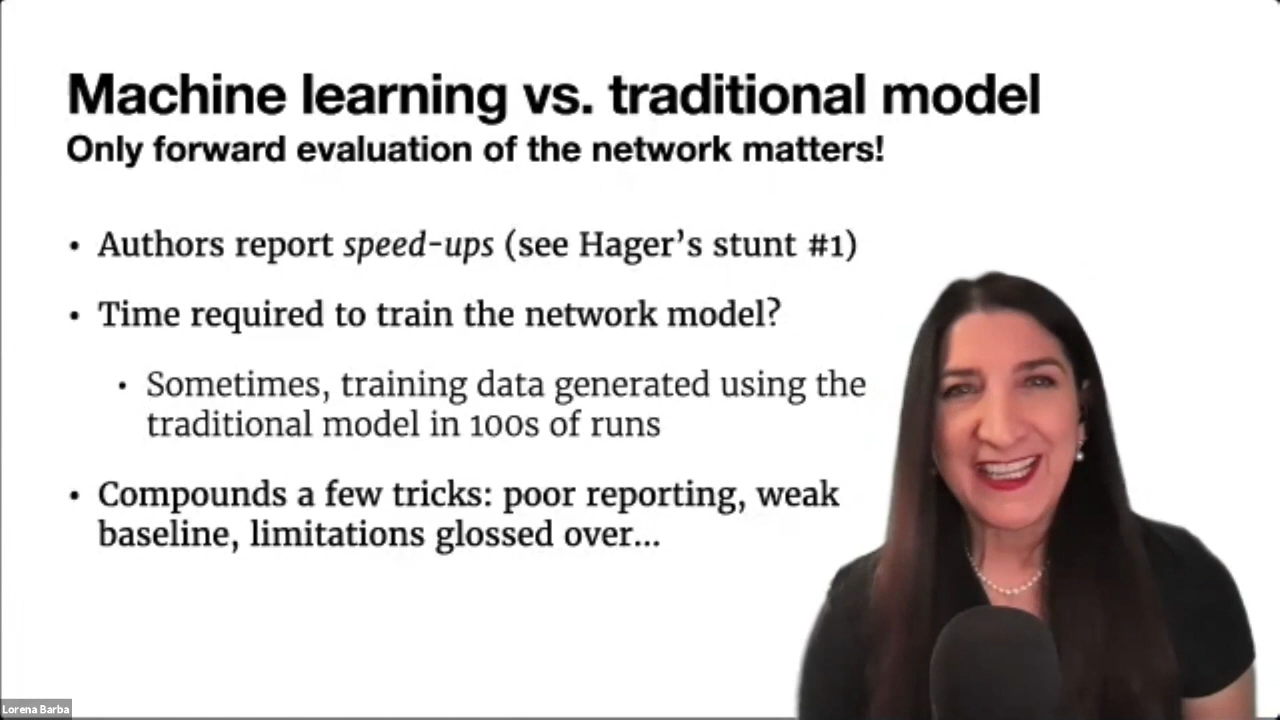 Machine learning vs. traditional model
Only forward evaluation of the network matters!
• Authors report speed-ups (see Hager’s stunt #1)
• Time required to train the network model?
• Sometimes, training data generated using the
traditional model in 100s of runs
• Compounds a few tricks: poor reporting, weak
baseline, limitations glossed over…
Lorena Barba